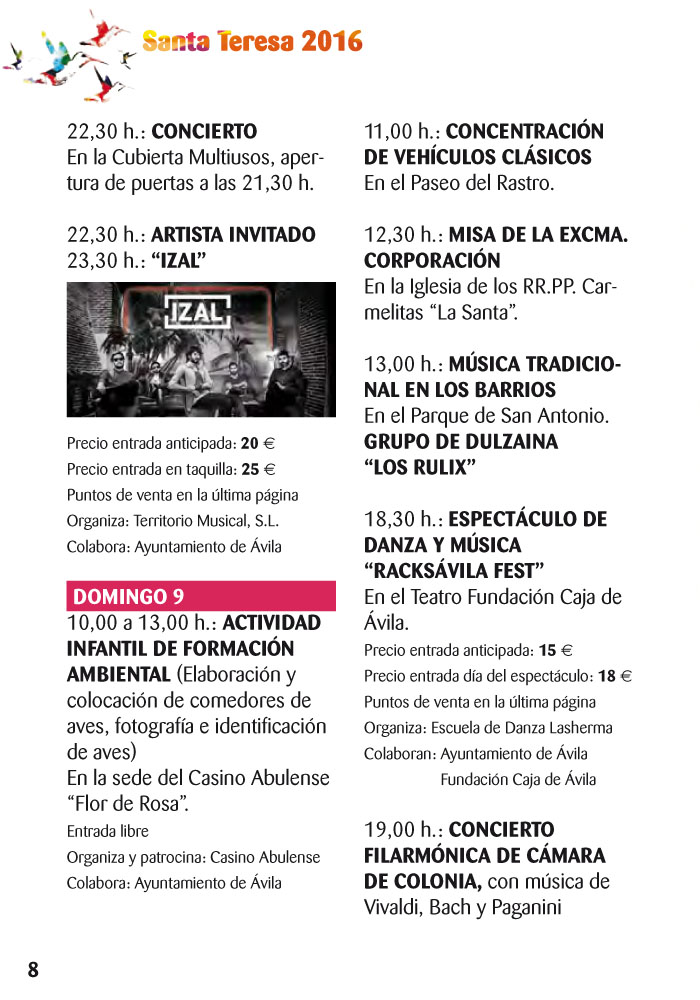 Santa Teresa 2016
22,30 h.: CONCIERTO
En la Cubierta Multiusos, aper-
tura de puertas a las 21,30 h.
22,30 h.: ARTISTA INVITADO
23,30 h.: “IZAL”
IZAL
Precio entrada anticipada: 20 €
Precio entrada en taquilla: 25 €
Puntos de venta en la última página
Organiza: Territorio Musical, S.L.
Colabora: Ayuntamiento de Ávila
DOMINGO 9
10,00 a 13,00 h.: ACTIVIDAD
INFANTIL DE FORMACIÓN
AMBIENTAL (Elaboración y
colocación de comedores de
aves, fotografía e identificación
de aves)
En la sede del Casino Abulense
“Flor de Rosa”.
Entrada libre
Organiza y patrocina: Casino Abulense
Colabora: Ayuntamiento de Ávila
11,00 h.: CONCENTRACIÓN
DE VEHÍCULOS CLÁSICOS
En el Paseo del Rastro.
12,30 h.: MISA DE LA EXCMA.
CORPORACIÓN
En la Iglesia de los RR.PP. Car-
melitas “La Santa”.
13,00 h.: MÚSICA TRADICIO-
NAL EN LOS BARRIOS
En el Parque de San Antonio.
GRUPO DE DULZAINA
“LOS RULIX”
18,30 h.: ESPECTÁCULO DE
DANZA Y MÚSICA
“RACKSÁVILA FEST”
En el Teatro Fundación Caja de
Ávila.
Precio entrada anticipada: 15 €
Precio entrada día del espectáculo: 18 €
Puntos de venta en la última página
Organiza: Escuela de Danza Lasherma
Colaboran: Ayuntamiento de Ávila
Fundación Caja de Ávila
19,00 h.: CONCIERTO
FILARMÓNICA DE CÁMARA
DE COLONIA, con música de
Vivaldi, Bach y Paganini
8